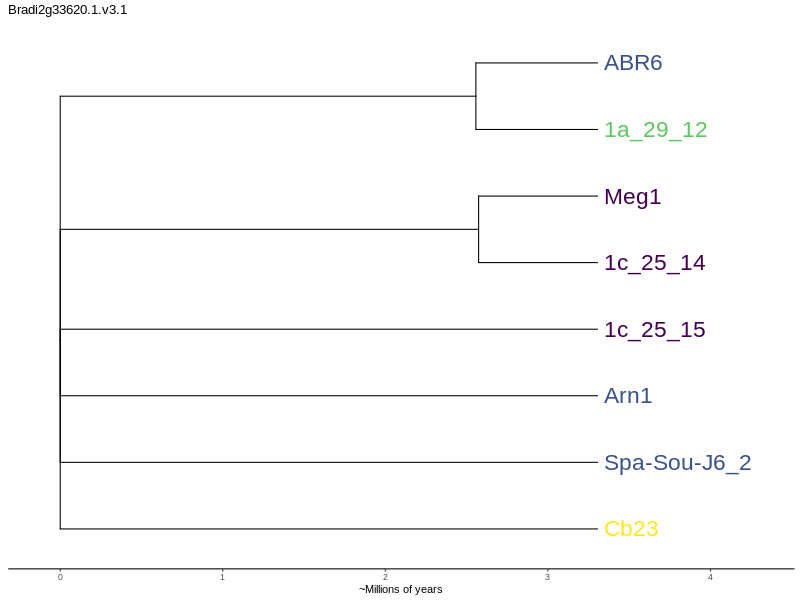 Bradi2g33620.1.v3.1
ABR6
1a_29_12
Meg1
1c_25_14
1c_25_15
Arn1
Spa-Sou-J6_2
Cb23
0 1 2 3 4
~Millions of years